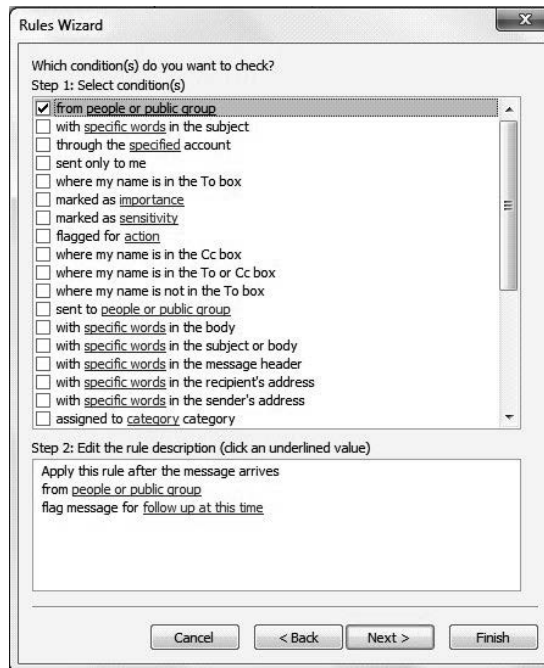 Rules Wizard
Which condition(s) do you want to check?
Step 1: Select condition(s)
from people or public group
with specific words in the subject
through the specified account
sent only to me
where my name is in the To box
marked as importance
marked as sensitivity
flagged for action
where my name is in the Cc box
where my name is in the To or Cc box
where my name is not in the To box
sent to people or public group
with specific words in the body
with specific words in the subject or body
with specific words in the message header
with specific words in the recipient's address
with specific words in the sender's address
assigned to category category
Step 2: Edit the rule description (click an underlined value)
Apply this rule after the message arrives
from people or public group
flag message for follow up at this time
Cancel < Back Next > Finish